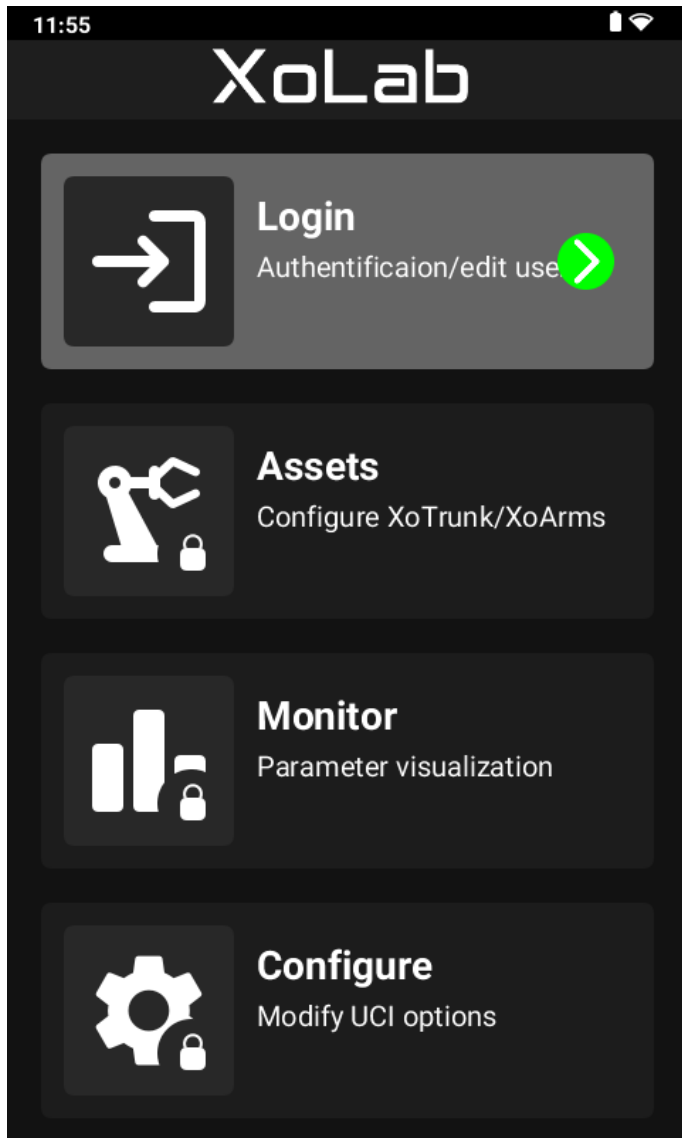 11:55
XoLab
Login
Authentificaion/edit use
Assets
Configure XoTrunk/XoArms
Monitor
Parameter visualization
Configure
Modify UCI options